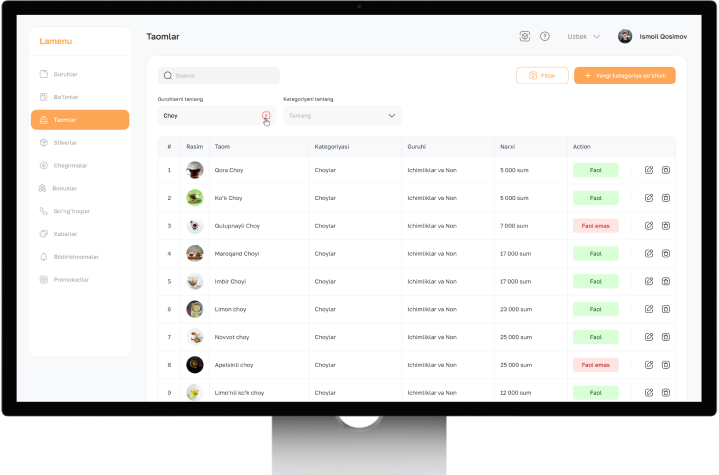 Lamenu
Taomlar
Uzbek
Ismoil Qosimov
Guruhlar
Bo'limlar
Taomlar
Stikerlar
Chegirmalar
Bonuslar
Qo'ng'iroqlar
Xabarlar
Bildirishnomalar
Promokodlar
Search
Filter
+ Yangi kategoriya qo'shish
Guruhlarni tanlang
Kategoriyani tanlang
Choy
Tanlang
# Rasim Taom Kategoriyasi Guruhi Narxi Action
1 Qora Choy Choylar Ichimliklar va Non 5 000 sum Faol
2 Ko'k Choy Choylar Ichimliklar va Non 5 000 sum Faol
3 Qulupnayli Choy Choylar Ichimliklar va Non 7 000 sum Faol emas
4 Maroqand Choyi Choylar Ichimliklar va Non 17 000 sum Faol
5 Imbir Choyi Choylar Ichimliklar va Non 17 000 sum Faol
6 Limon choy Choylar Ichimliklar va Non 23 000 sum Faol
7 Novvot choy Choylar Ichimliklar va Non 25 000 sum Faol
8 Apelsinli choy Choylar Ichimliklar va Non 25 000 sum Faol emas
9 Limo'nli ko'k choy Choylar Ichimliklar va Non 12 000 sum Faol